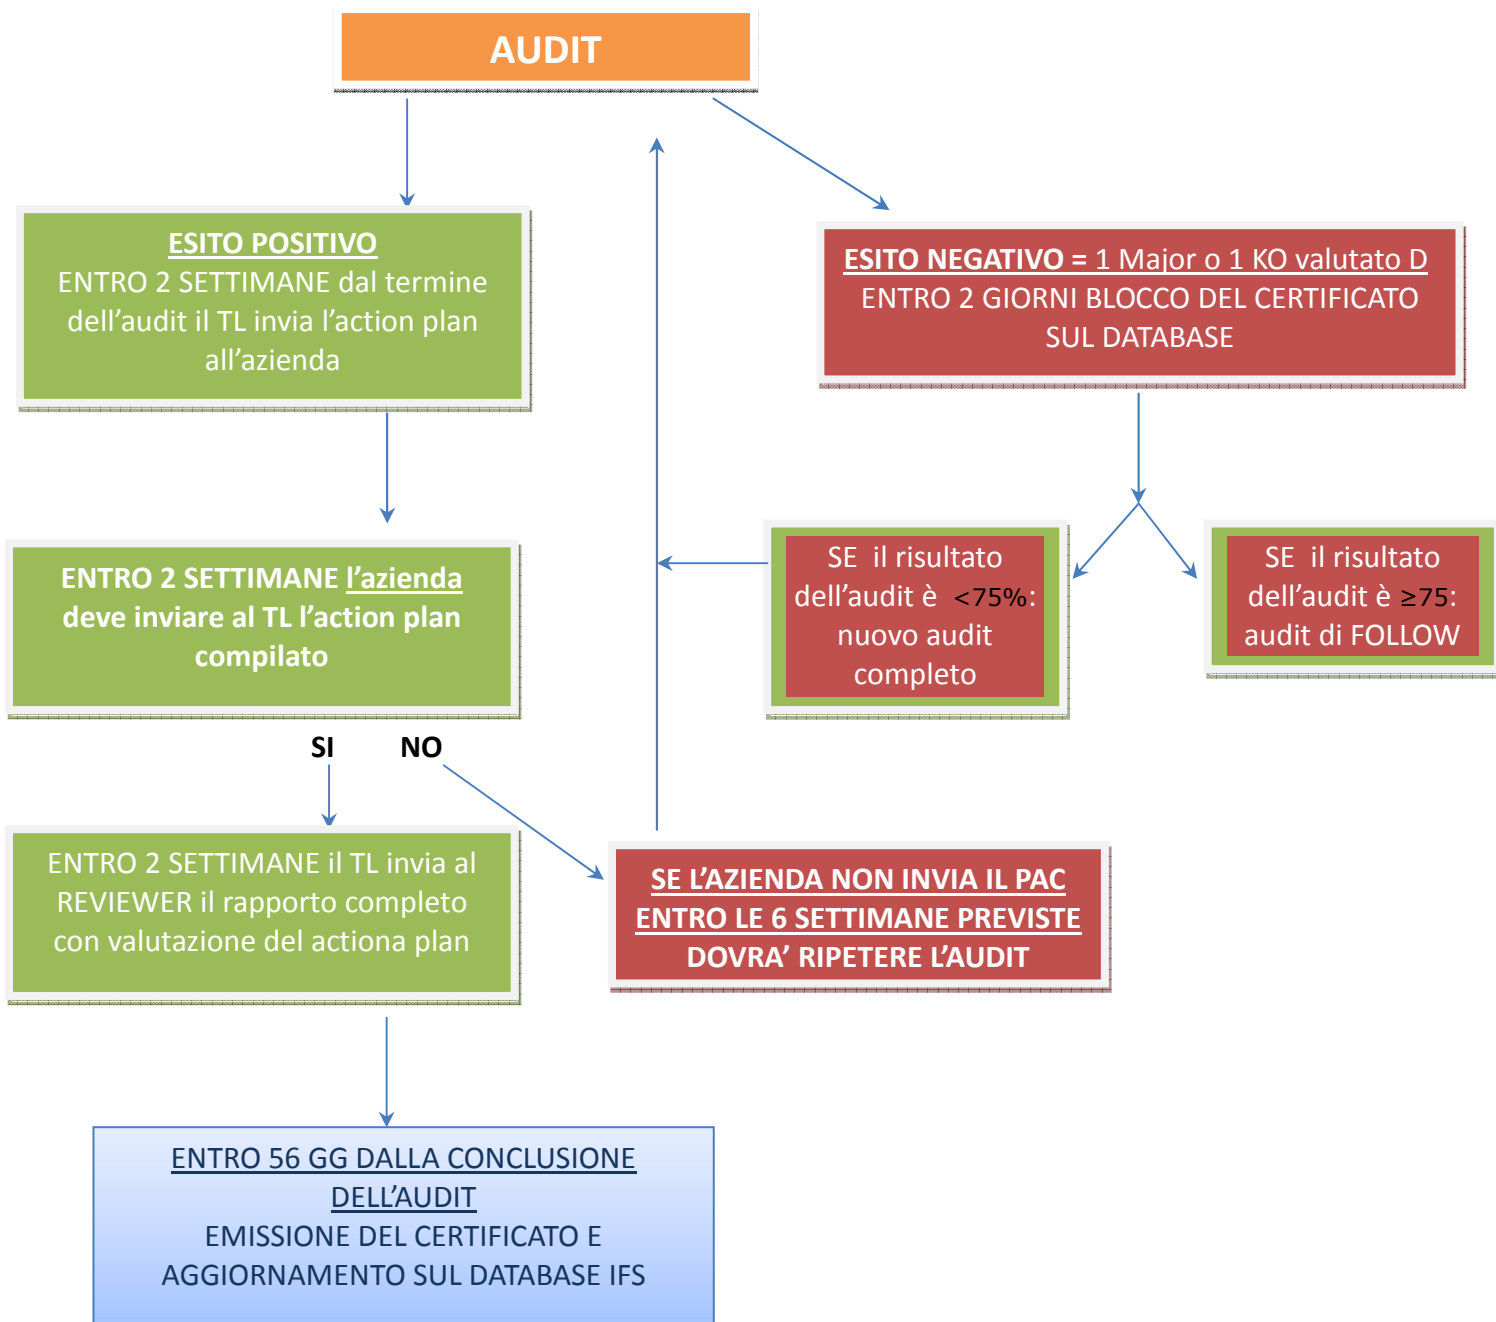 AUDIT
ESITO POSITIVO
ENTRO 2 SETTIMANE dal termine
dell’audit il TL invia l’action plan
all’azienda
ESITO NEGATIVO = 1 Major o 1 KO valutato D
ENTRO 2 GIORNI BLOCCO DEL CERTIFICATO
SUL DATABASE
ENTRO 2 SETTIMANE l’azienda
deve inviare al TL l’action plan
compilato
SE il risultato
dell’audit è <75%:
nuovo audit
completo
SE il risultato
dell’audit è ≥75:
audit di FOLLOW
SI NO
ENTRO 2 SETTIMANE il TL invia al
REVIEWER il rapporto completo
con valutazione del actiona plan
SE L’AZIENDA NON INVIA IL PAC
ENTRO LE 6 SETTIMANE PREVISTE
DOVRA’ RIPETERE L’AUDIT
ENTRO 56 GG DALLA CONCLUSIONE
DELL’AUDIT
EMISSIONE DEL CERTIFICATO E
AGGIORNAMENTO SUL DATABASE IFS